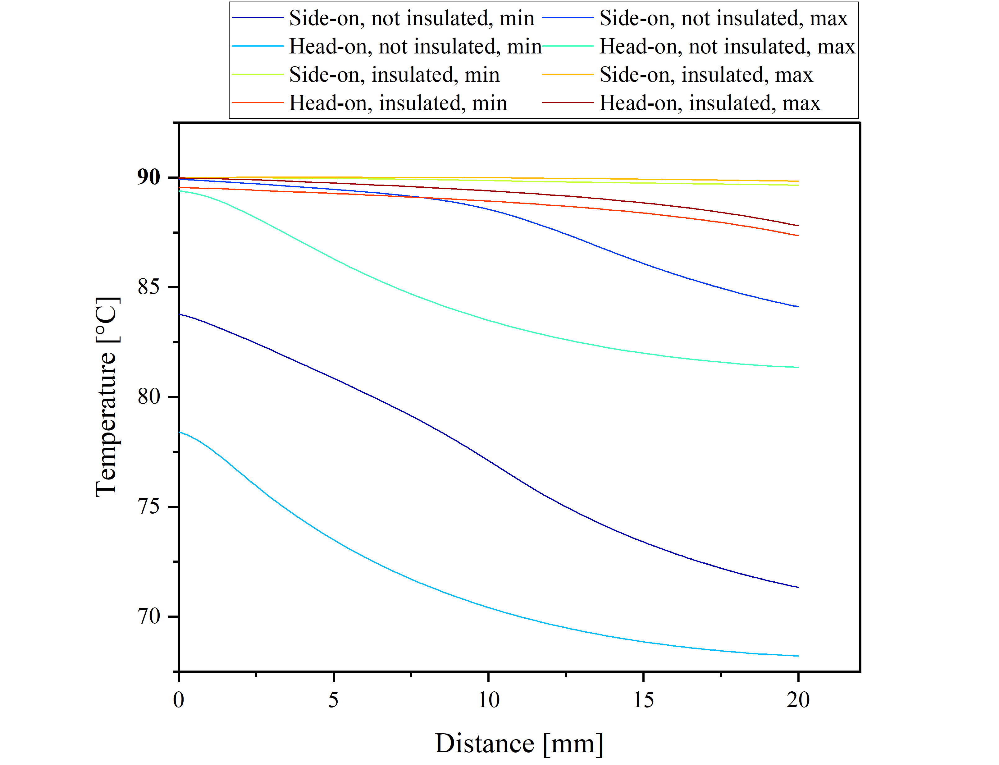 Side-on, not insulated, min
Side-on, not insulated, max
Head-on, not insulated, min
Head-on, not insulated, max
Side-on, insulated, min
Side-on, insulated, max
Head-on, insulated, min
Head-on, insulated, max
90
85
80
75
70
Temperature [°C]
0 5 10 15 20
Distance [mm]